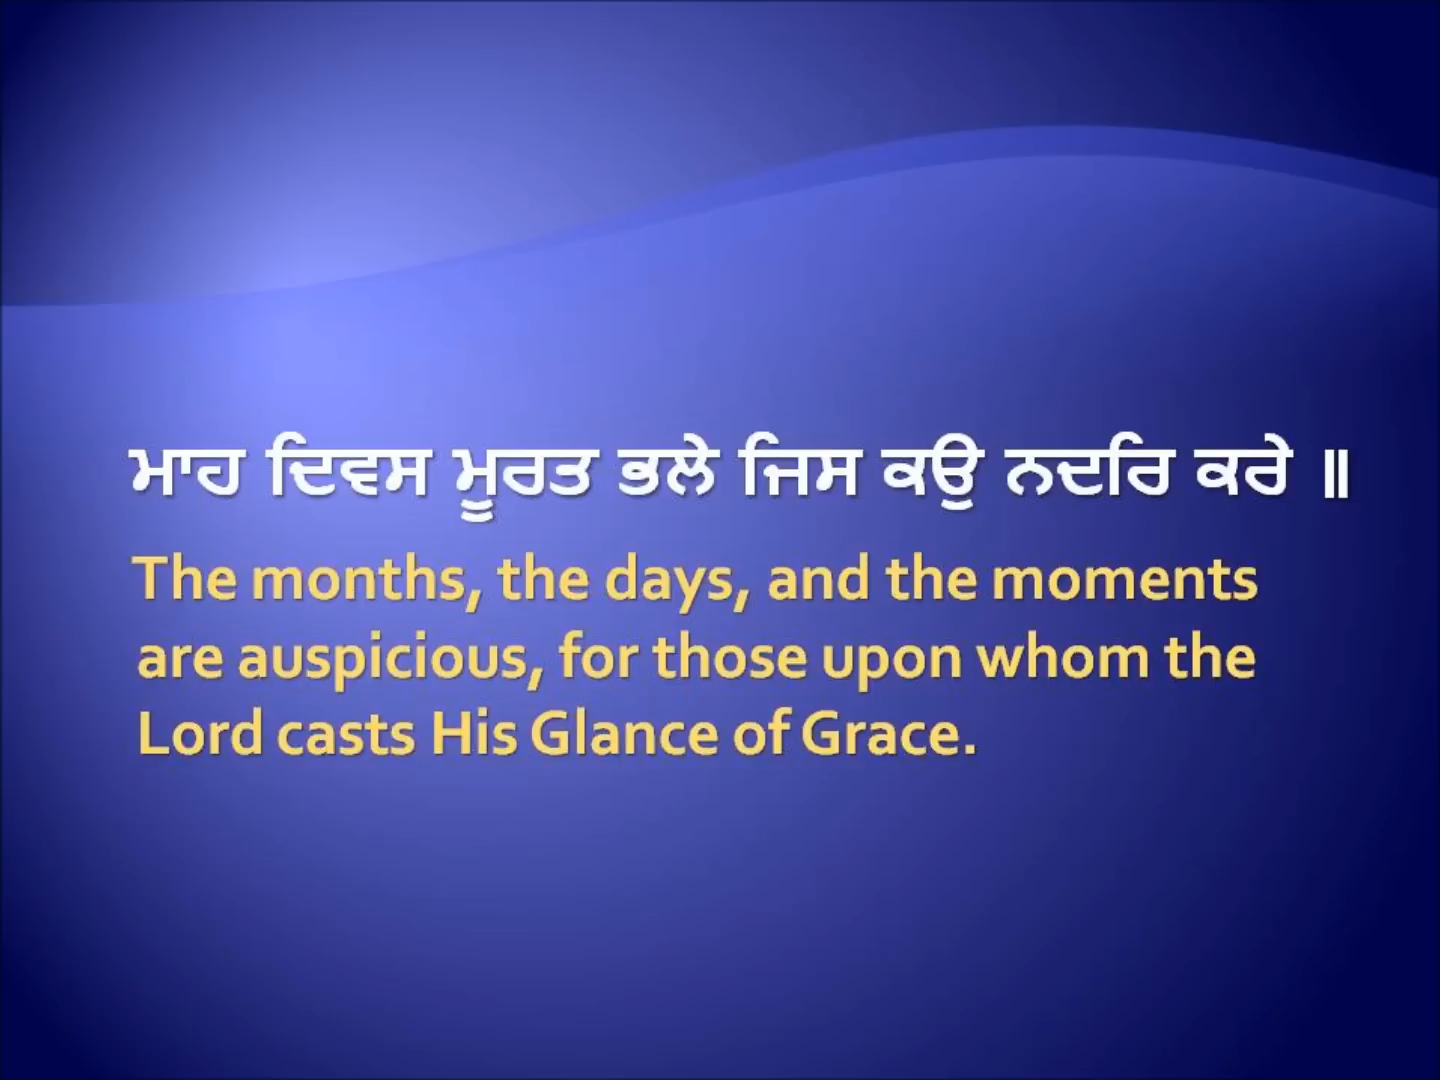 ਮਾਹ ਦਿਵਸ ਮੂਰਤ ਭਲੇ ਜਿਸ ਕਉ ਨਦਰਿ ਕਰੇ ॥
The months, the days, and the moments
are auspicious, for those upon whom the
Lord casts His Glance of Grace.